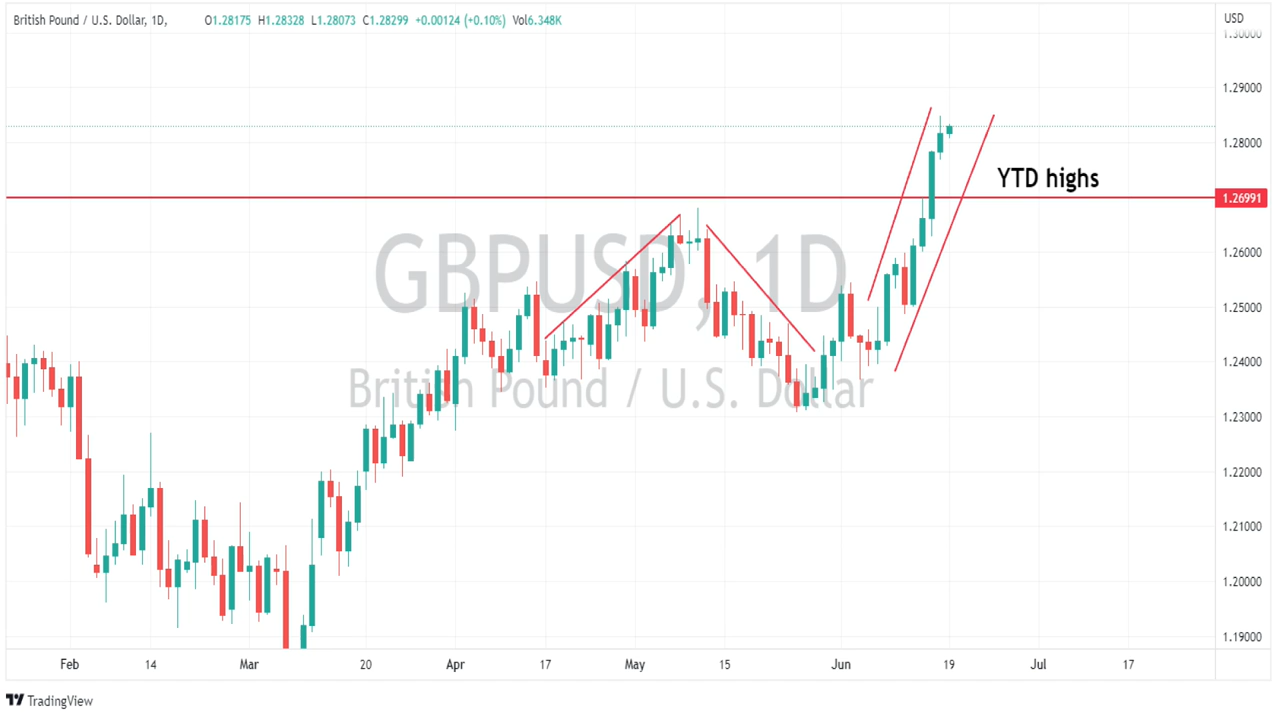 British Pound / U.S. Dollar, 1D, O1.28175 H1.28328 L1.28073 C1.28299 +0.00124 (+0.10%) Vol6.348K
USD
1.30000
1.29000
1.28000
YTD highs
1.26991
1.26000
1.25000
1.24000
1.23000
1.22000
1.21000
1.20000
1.19000
GBPUSD, 1D
British Pound / U.S. Dollar
Feb 14 Mar 20 Apr 17 May 15 Jun 19 Jul 17
TradingView